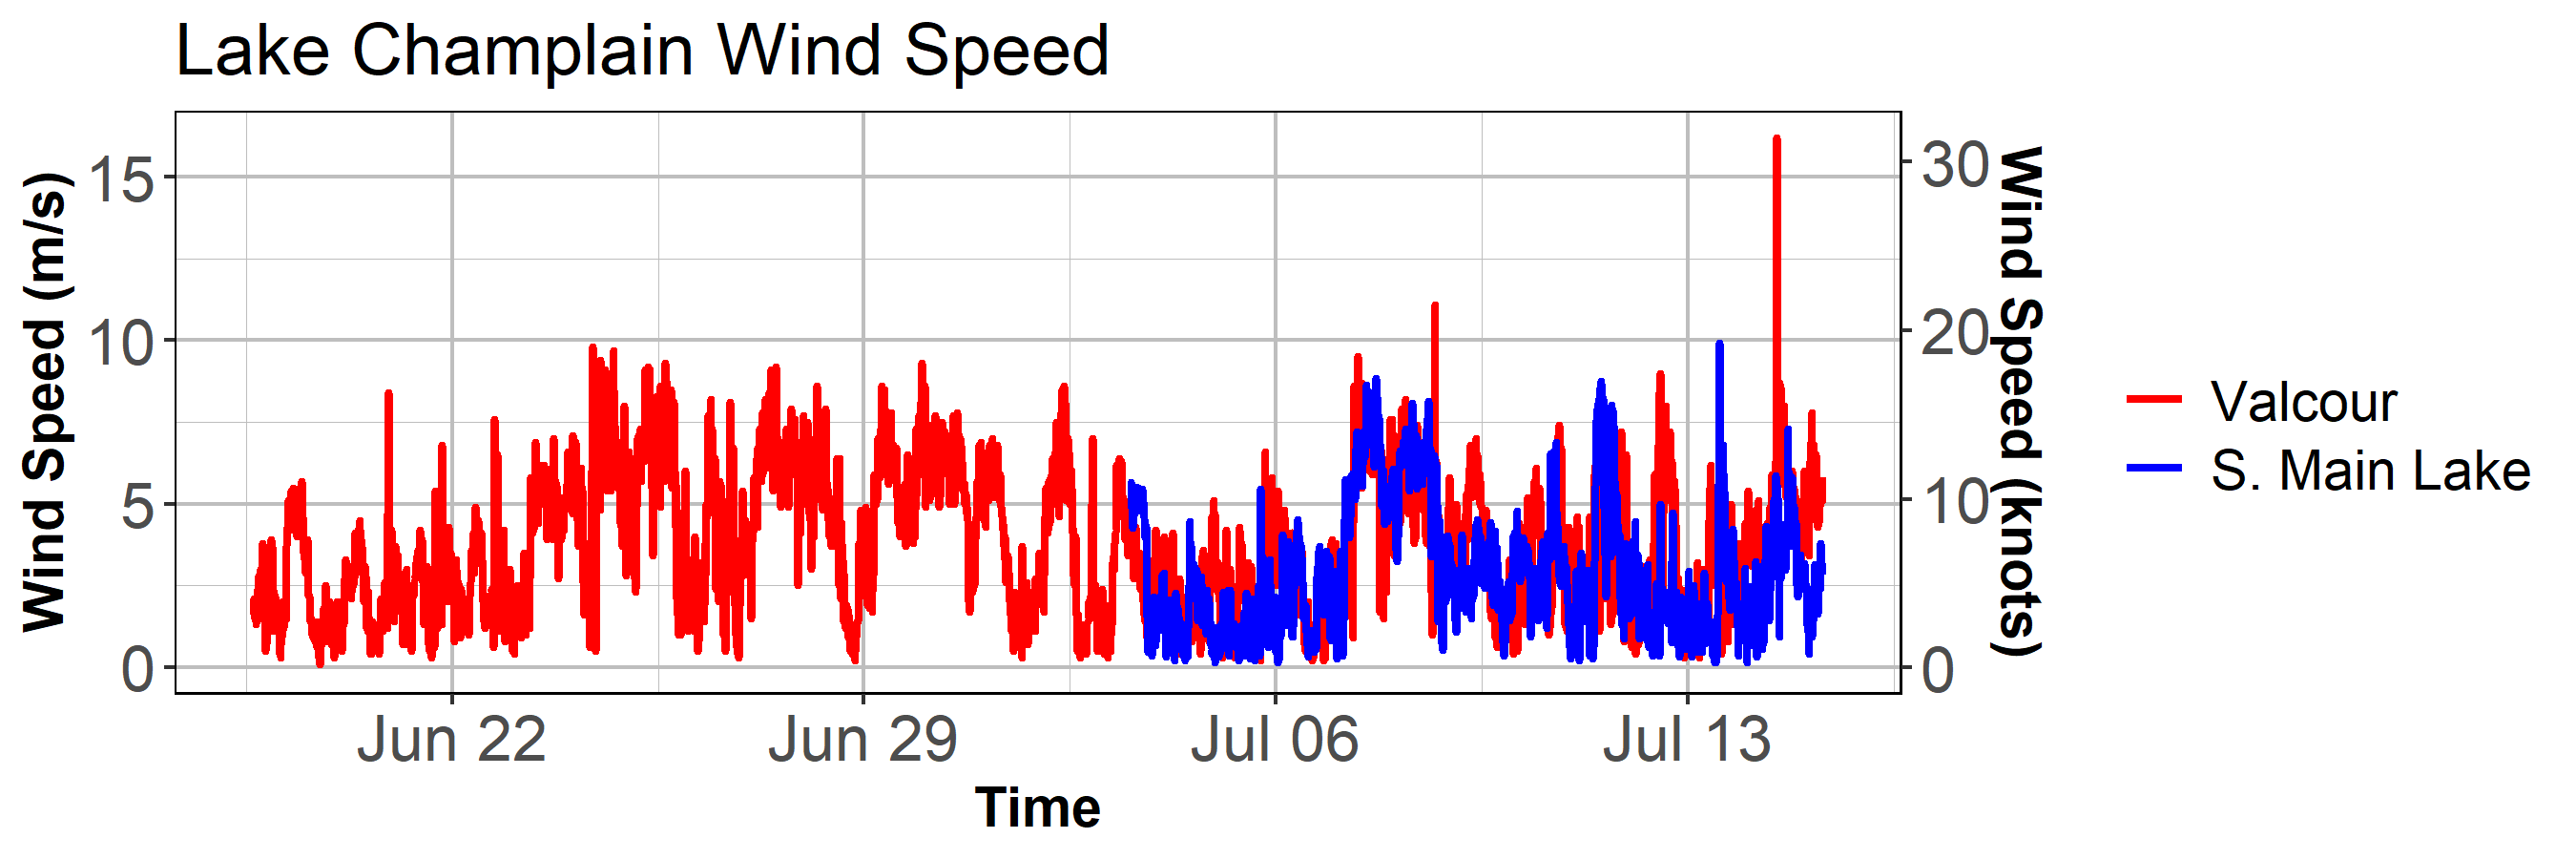 Lake Champlain Wind Speed
Wind Speed (m/s)
15
10
5
0
30
20
10
0
Wind Speed (knots)
Jun 22
Jun 29
Jul 06
Jul 13
Time
Valcour
S. Main Lake